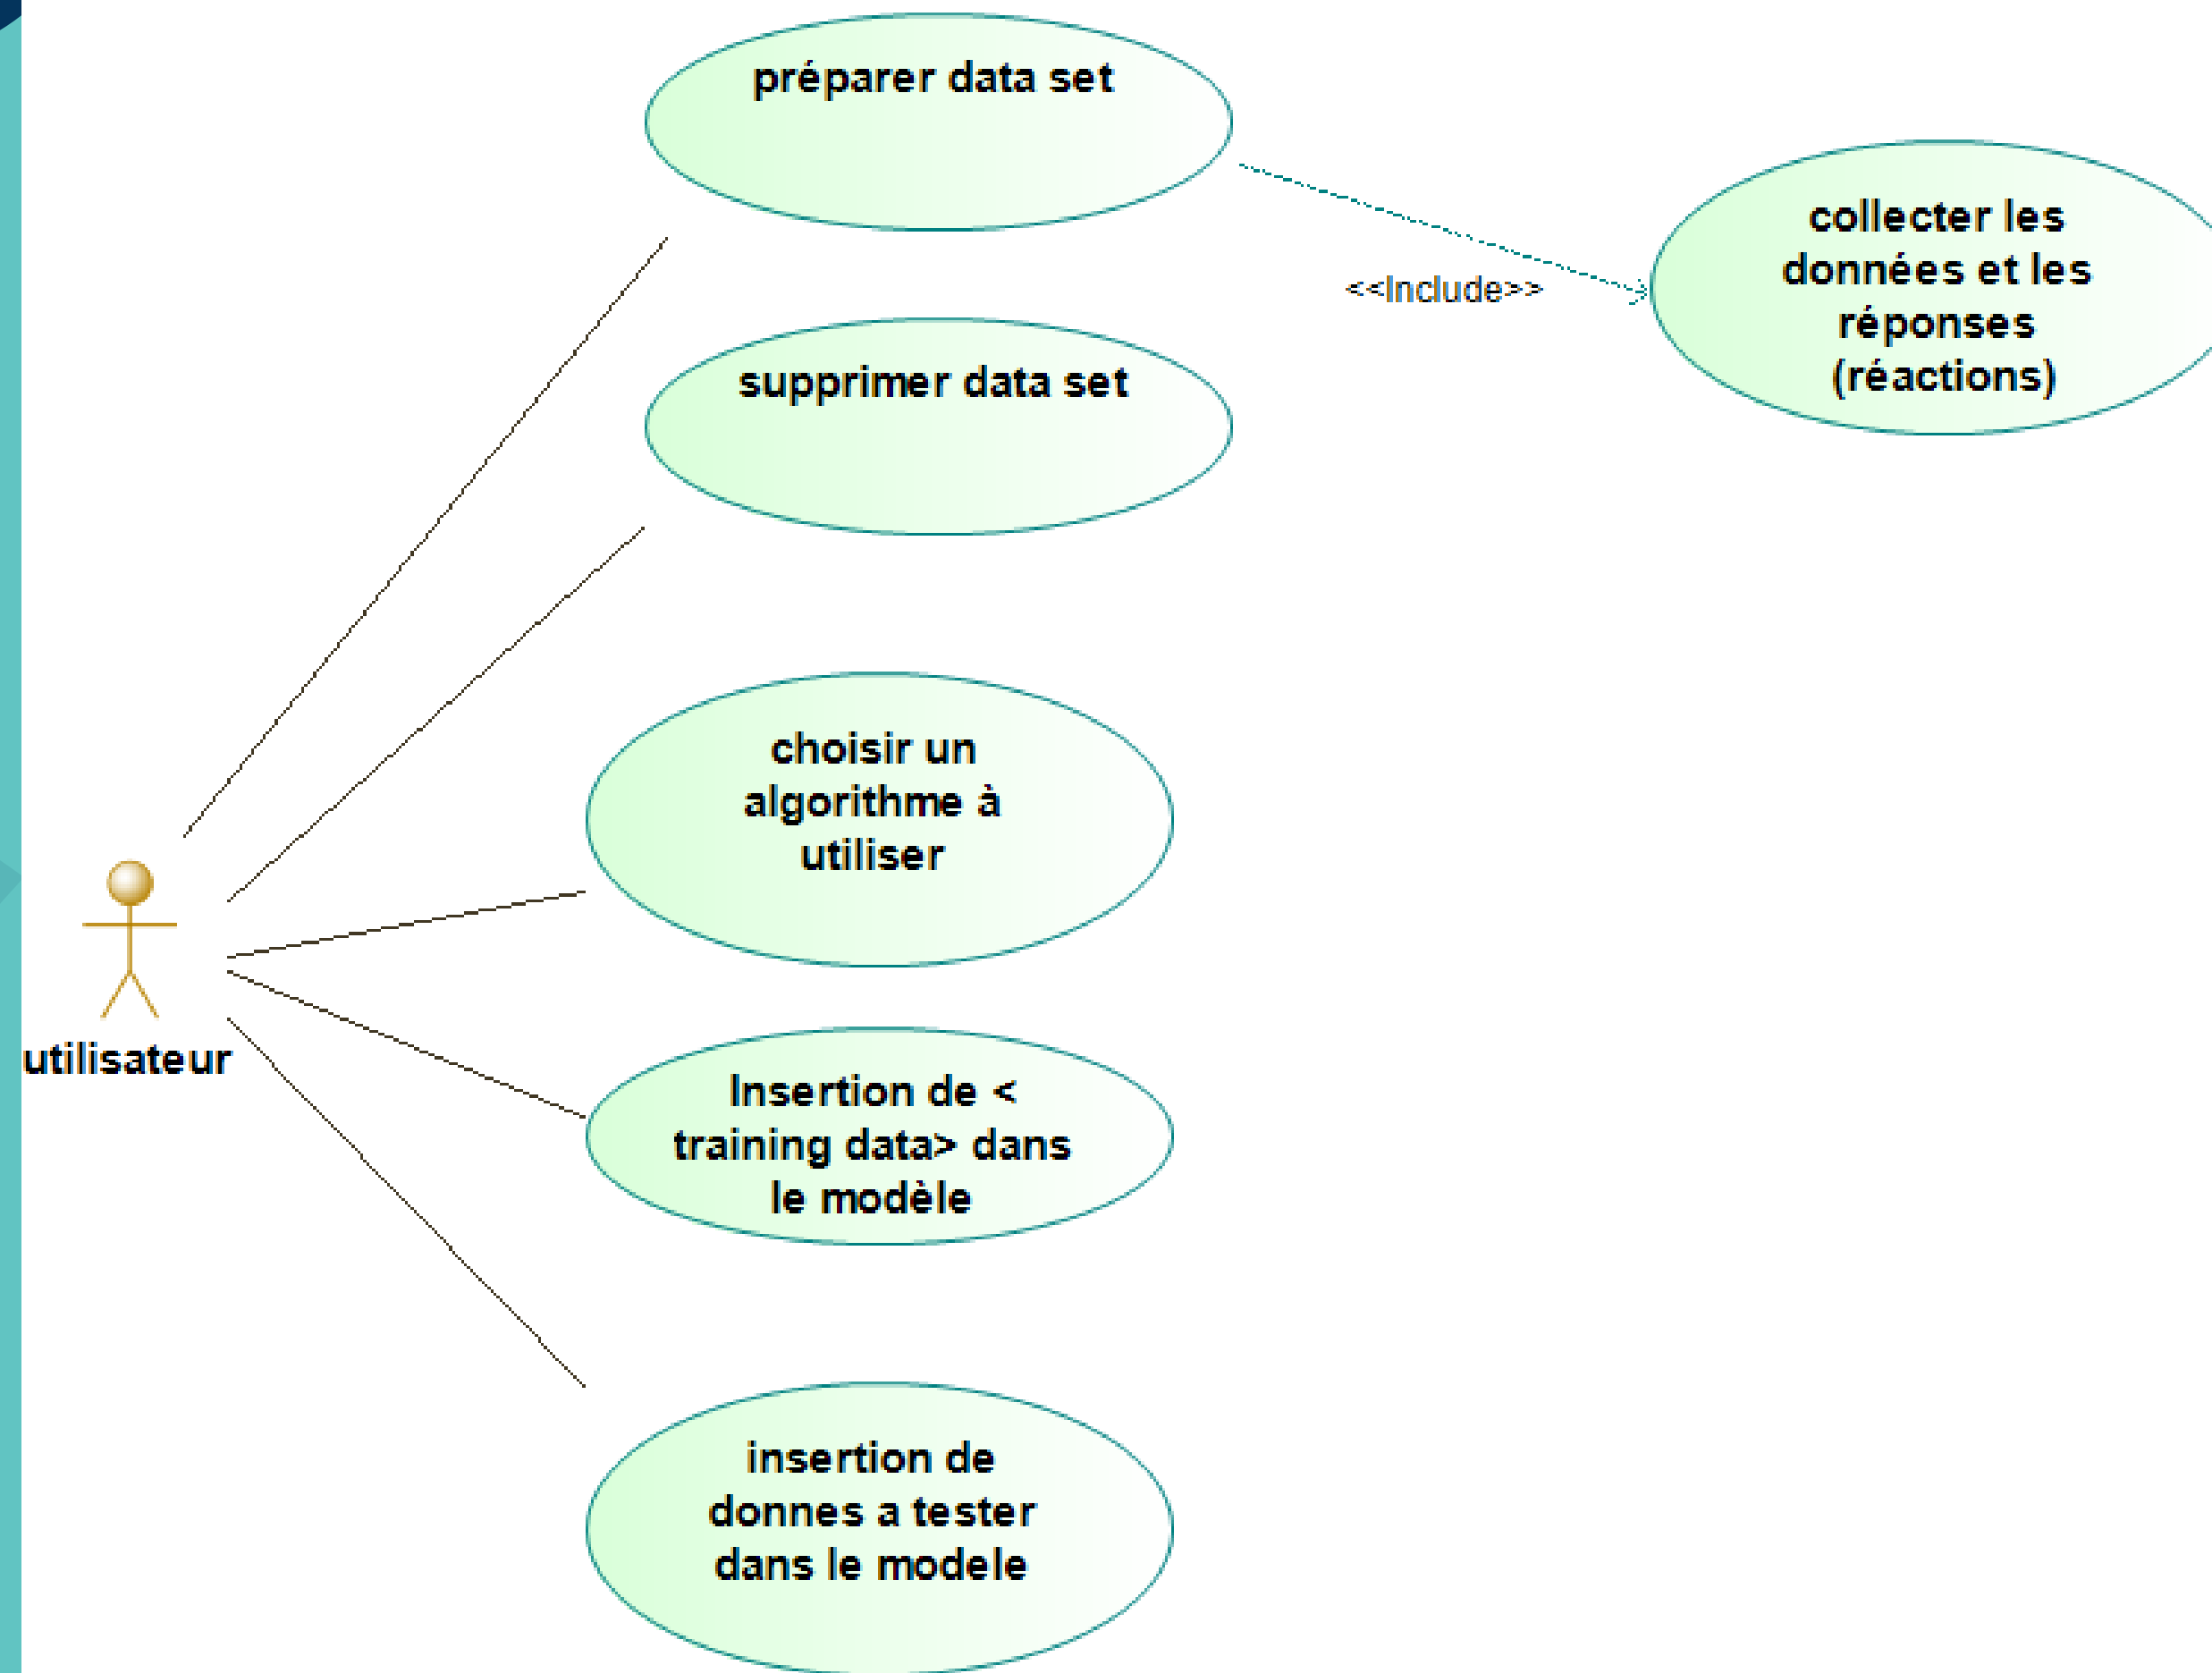 préparer data set
collecter les
données et les
réponses
(réactions)
<<Include>>
supprimer data set
choisir un
algorithme à
utiliser
utilisateur
Insertion de <
training data> dans
le modèle
insertion de
donnes a tester
dans le modele